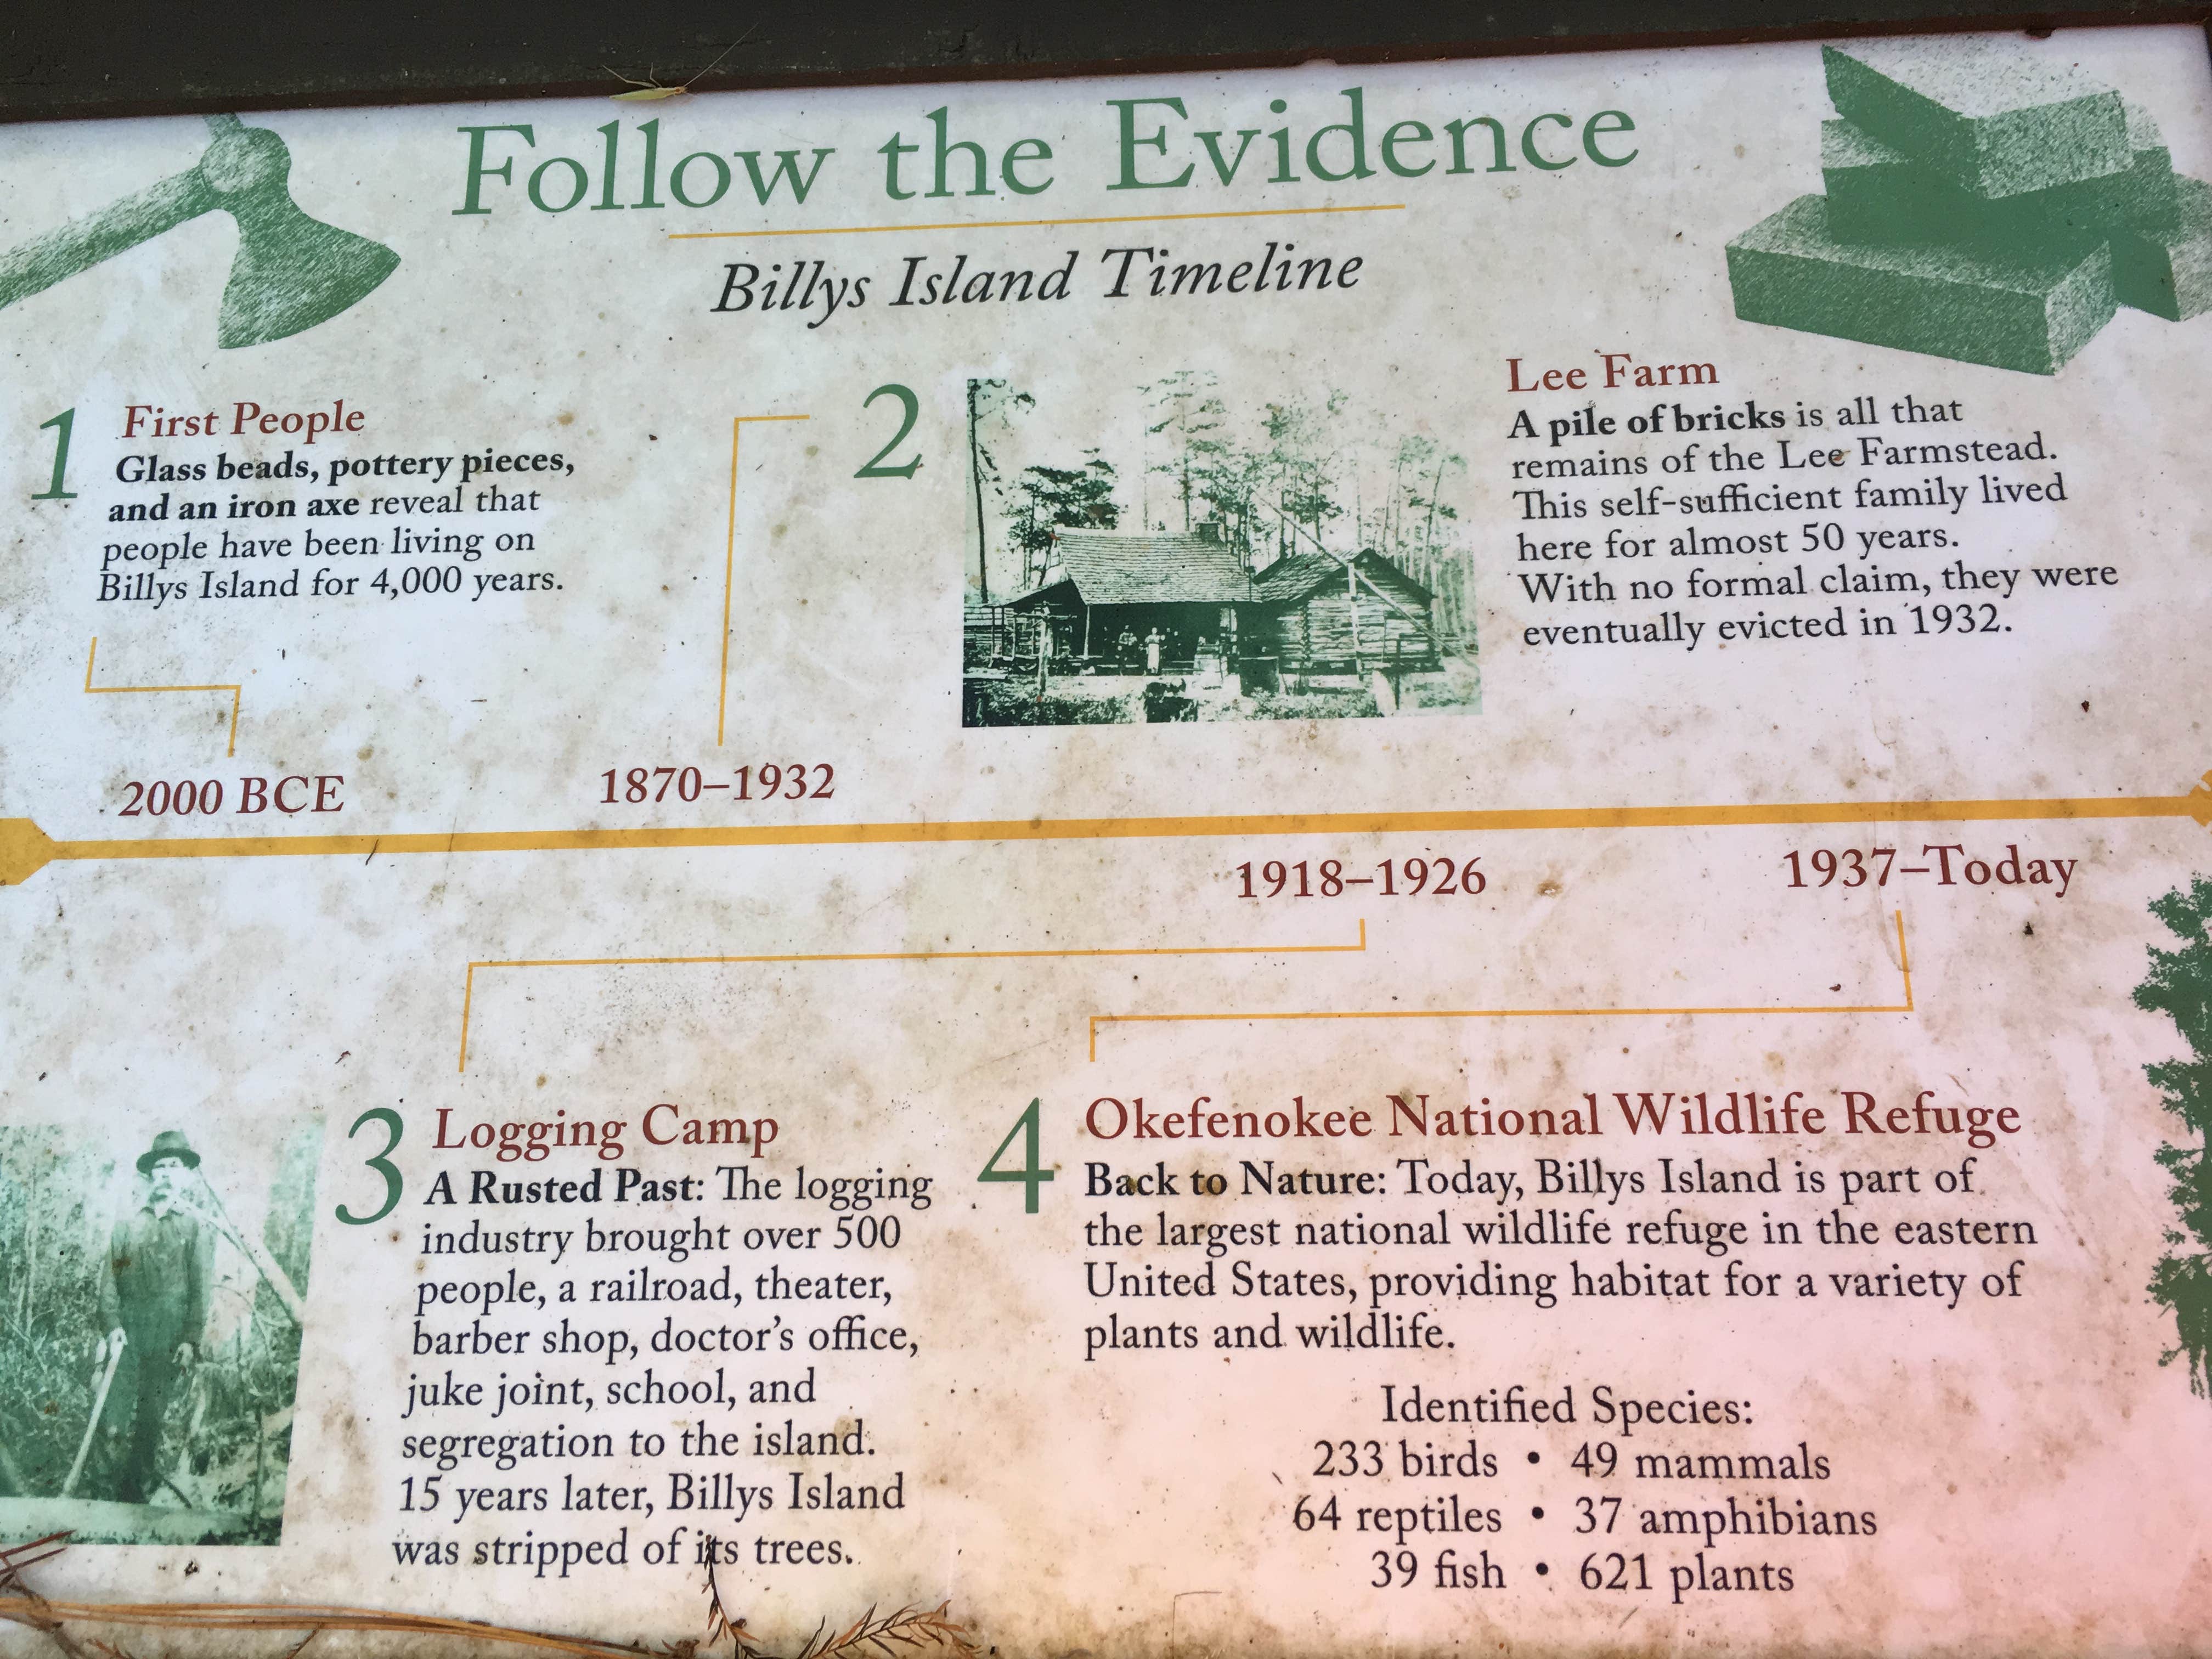 Follow the Evidence
Billys Island Timeline
1
First People
Glass beads, pottery pieces,
and an iron axe reveal that
people have been living on
Billys Island for 4,000 years.
2
Lee Farm
A pile of bricks is all that
remains of the Lee Farmstead.
This self-sufficient family lived
here for almost 50 years.
With no formal claim, they were
eventually evicted in 1932.
2000 BCE
1870–1932
1918–1926
1937–Today
3
Logging Camp
A Rusted Past: The logging
industry brought over 500
people, a railroad, theater,
barber shop, doctor's office,
juke joint, school, and
segregation to the island.
15 years later, Billys Island
was stripped of its trees.
4
Okefenokee National Wildlife Refuge
Back to Nature: Today, Billys Island is part of
the largest national wildlife refuge in the eastern
United States, providing habitat for a variety of
plants and wildlife.
Identified Species:
233 birds • 49 mammals
64 reptiles • 37 amphibians
39 fish • 621 plants